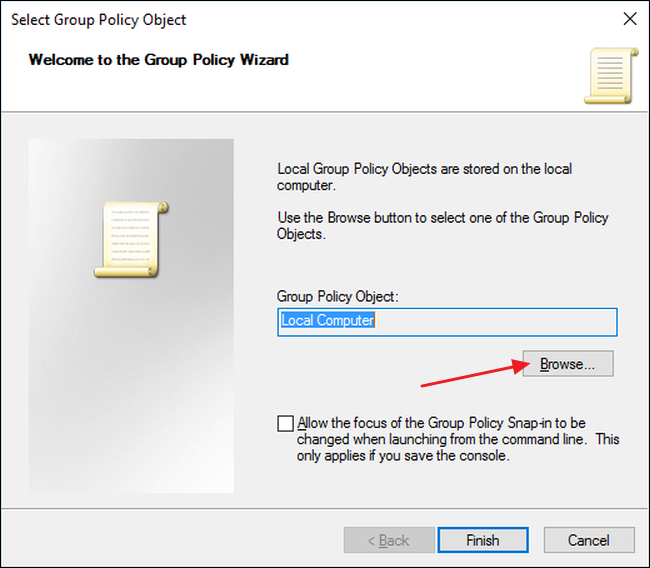 Select Group Policy Object
Welcome to the Group Policy Wizard
Local Group Policy Objects are stored on the local
computer.
Use the Browse button to select one of the Group Policy
Objects.
Group Policy Object:
Local Computer
Browse...
Allow the focus of the Group Policy Snap-in to be
changed when launching from the command line.  This
only applies if you save the console.
< Back
Finish
Cancel